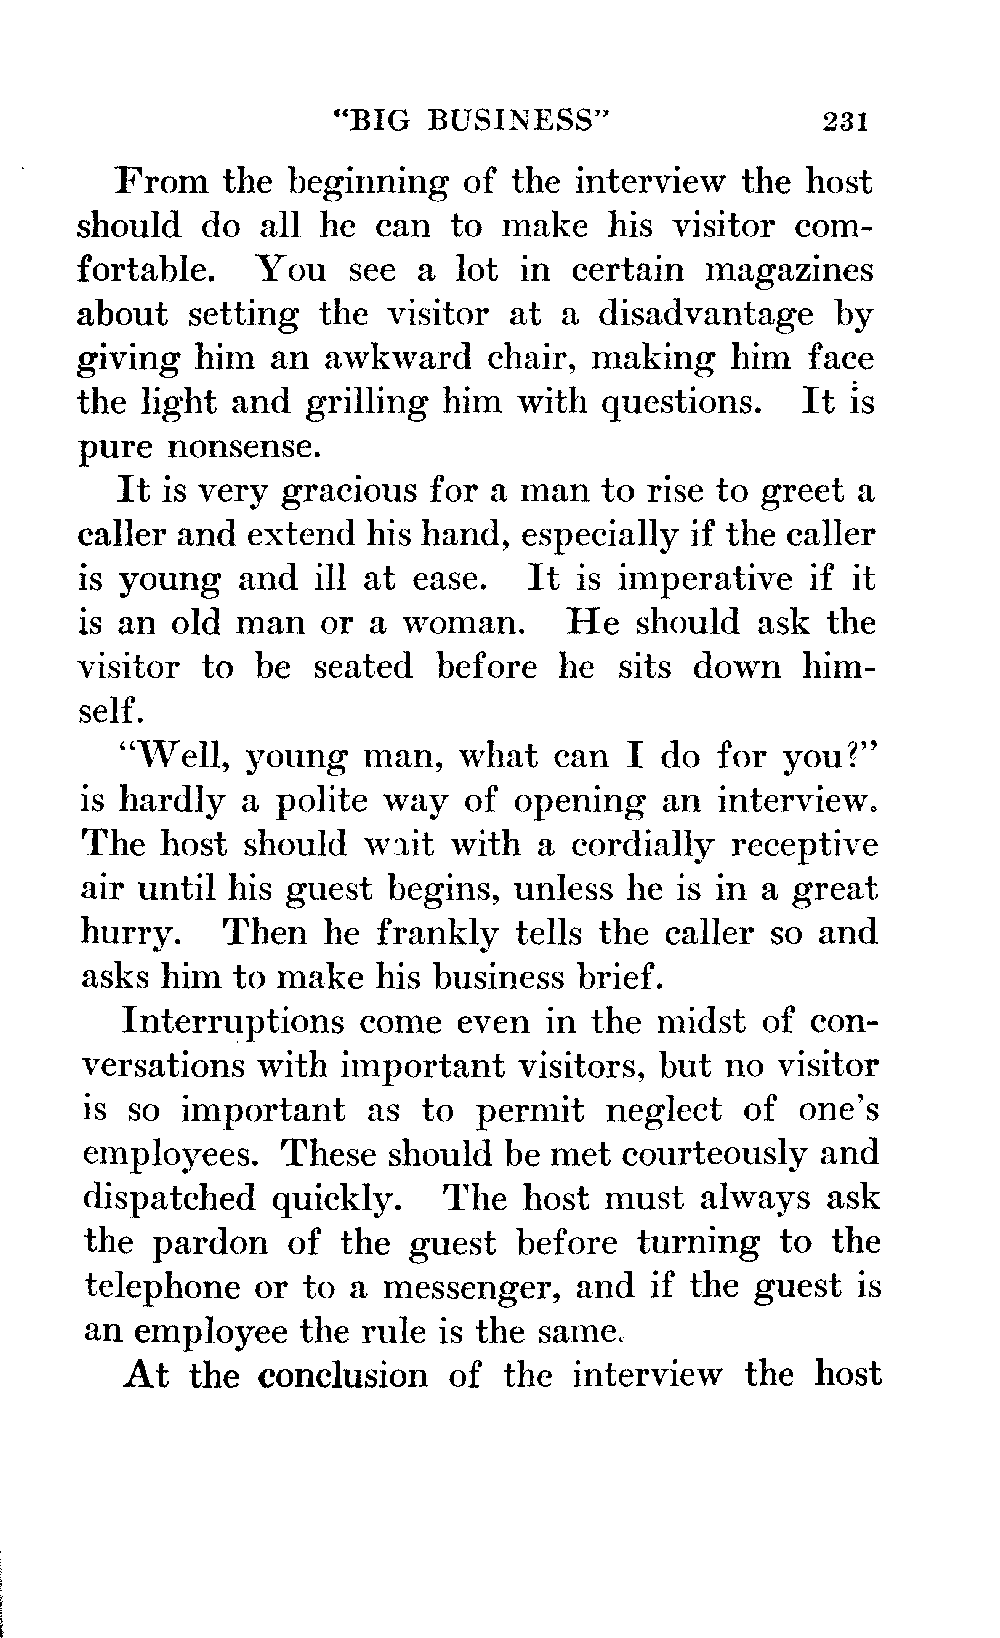 "BIG BUSINESS" 231
From the beginning of the interview the host
should do all he can to make his visitor com-
fortable. You see a lot in certain magazines
about setting the visitor at a disadvantage by
giving him an awkward chair, making him face
the light and grilling him with questions. It is
pure nonsense.
It is very gracious for a man to rise to greet a
caller and extend his hand, especially if the caller
is young and ill at ease. It is imperative if it
is an old man or a woman. He should ask the
visitor to be seated before he sits down him-
self.
"Well, young man, what can I do for you?"
is hardly a polite way of opening an interview.
The host should wait with a cordially receptive
air until his guest begins, unless he is in a great
hurry. Then he frankly tells the caller so and
asks him to make his business brief.
Interruptions come even in the midst of con-
versations with important visitors, but no visitor
is so important as to permit neglect of one's
employees. These should be met courteously and
dispatched quickly. The host must always ask
the pardon of the guest before turning to the
telephone or to a messenger, and if the guest is
an employee the rule is the same.
At the conclusion of the interview the host